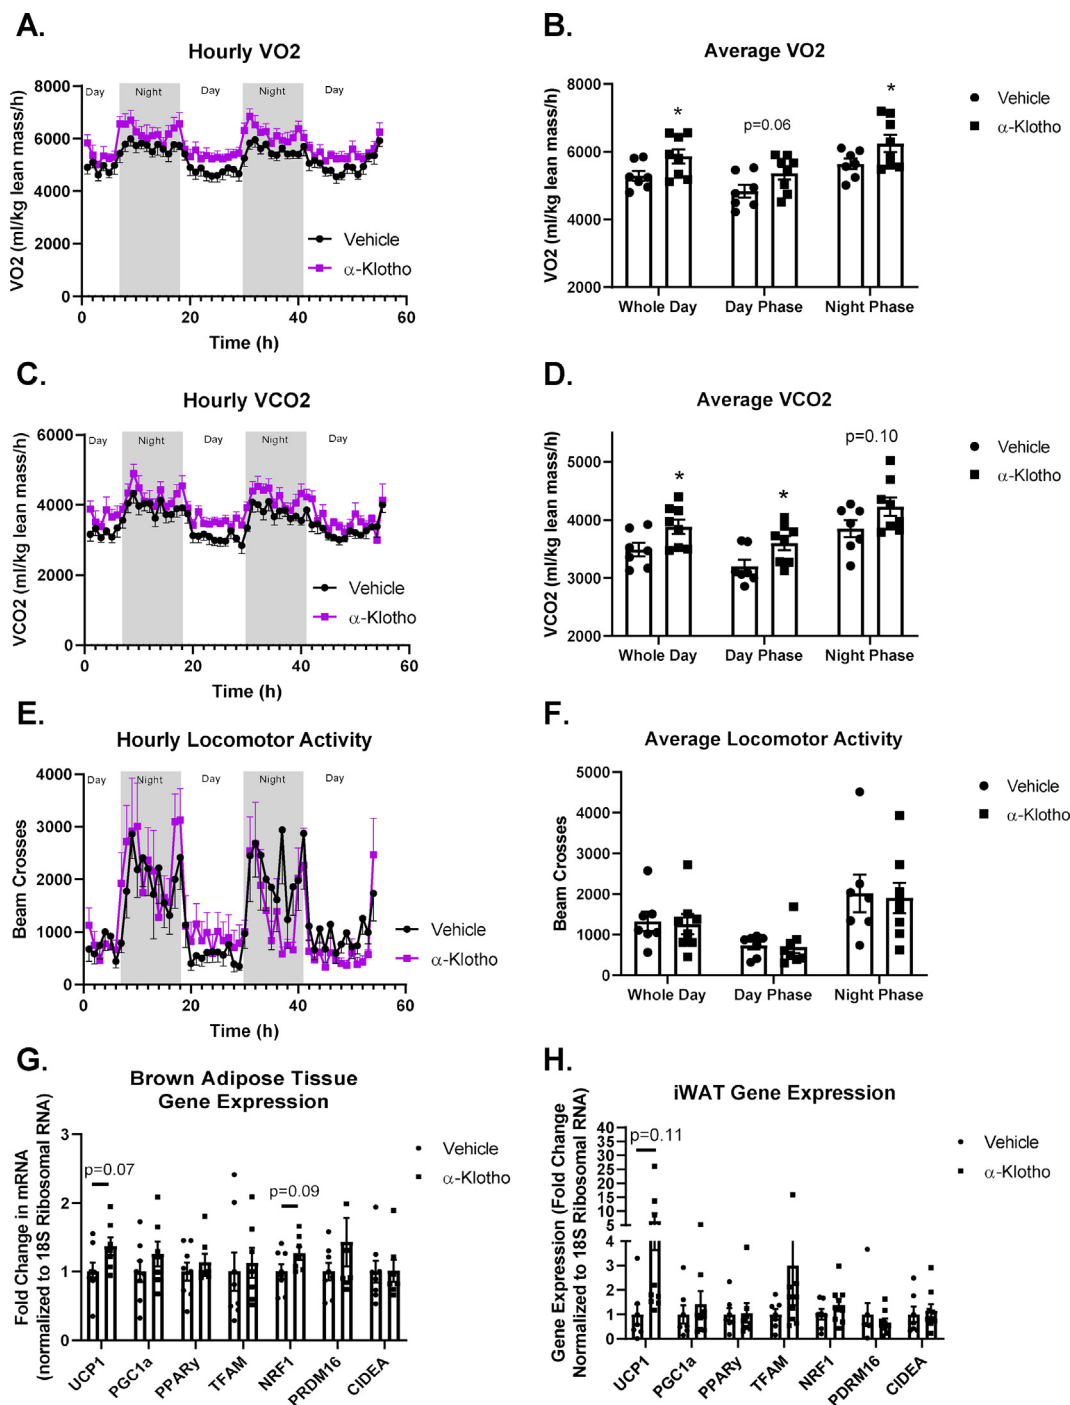 A.
Hourly VO2
VO2 (ml/kg lean mass/h)
8000
6000
4000
2000
0
Day
Night
Day
Night
Day
Vehicle
α-Klotho
0
20
40
60
Time (h)
B.
Average VO2
VO2 (ml/kg lean mass/h)
8000
6000
4000
2000
*
p=0.06
*
Vehicle
α-Klotho
Whole Day
Day Phase
Night Phase
C.
Hourly VCO2
VCO2 (ml/kg lean mass/h)
6000
4000
2000
0
Day
Night
Day
Night
Day
Vehicle
α-Klotho
0
20
40
60
Time (h)
D.
Average VCO2
VCO2 (ml/kg lean mass/h)
5000
4000
3000
2000
*
*
p=0.10
Vehicle
α-Klotho
Whole Day
Day Phase
Night Phase
E.
Hourly Locomotor Activity
Beam Crosses
4000
3000
2000
1000
0
Day
Night
Day
Night
Day
Vehicle
α-Klotho
0
20
40
60
Time (h)
F.
Average Locomotor Activity
Beam Crosses
5000
4000
3000
2000
1000
0
Vehicle
α-Klotho
Whole Day
Day Phase
Night Phase
G.
Brown Adipose Tissue
Gene Expression
Fold Change in mRNA
(normalized to 18S Ribosomal RNA)
3
2
1
0
p=0.07
p=0.09
Vehicle
α-Klotho
UCP1
PGC1a
PPARy
TFAM
NRF1
PRDM16
CIDEA
H.
iWAT Gene Expression
Gene Expression (Fold Change
Normalized to 18S Ribosomal RNA)
40
35
30
25
20
15
10
5
4
3
2
1
0
p=0.11
Vehicle
α-Klotho
UCP1
PGC1a
PPARy
TFAM
NRF1
PDRM16
CIDEA